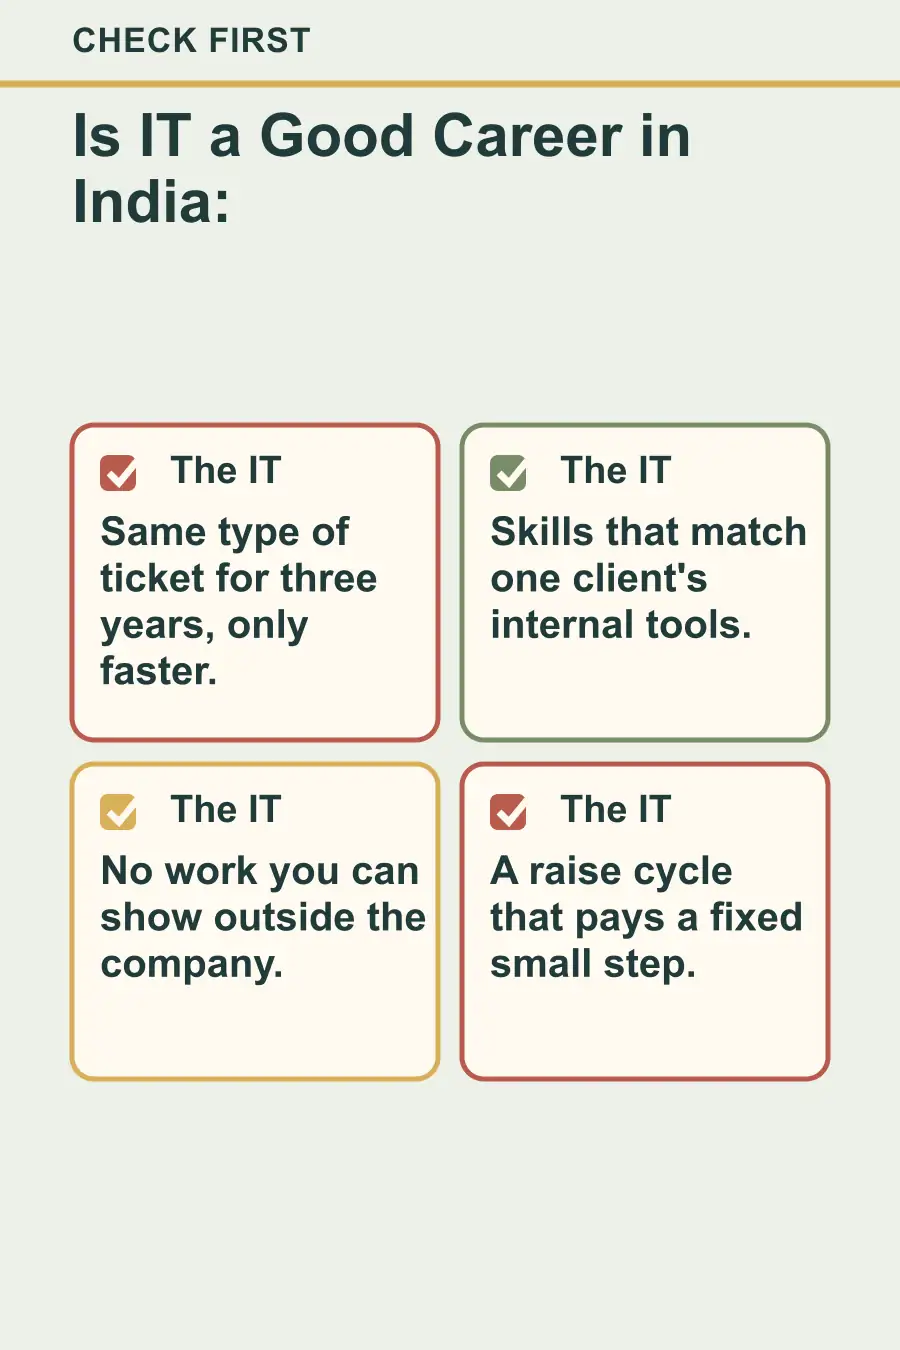 CHECK FIRST
Is IT a Good Career in
India:
The IT
Same type of
ticket for three
years, only
faster.
The IT
Skills that match
one client's
internal tools.
The IT
No work you can
show outside the
company.
The IT
A raise cycle
that pays a fixed
small step.